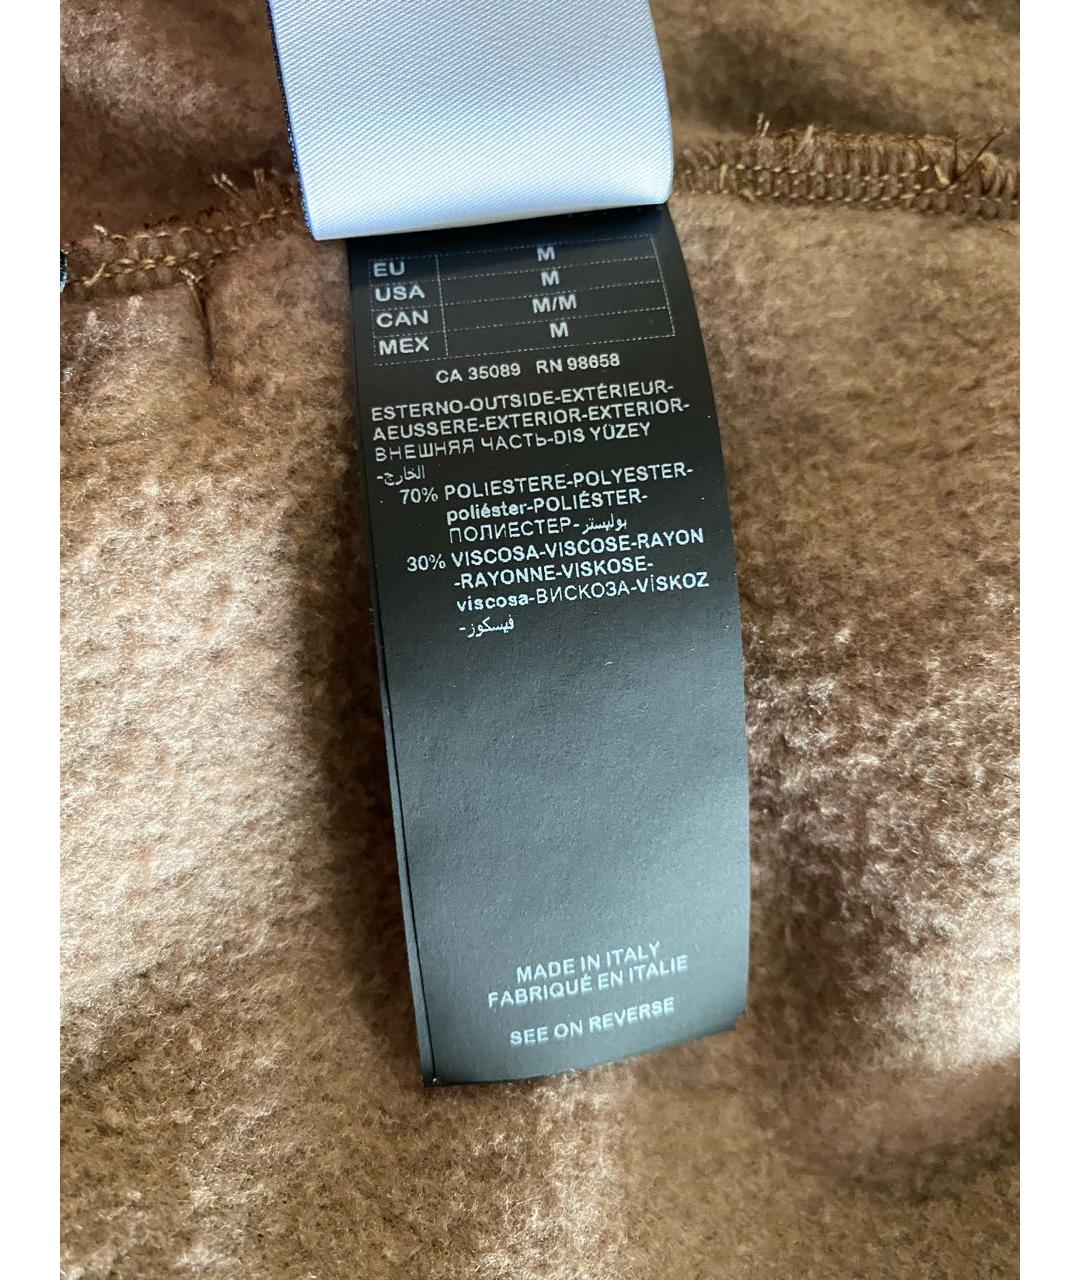 EU M
USA M
CAN M/M
MEX M
CA 35089 RN 98658
ESTERNO-OUTSIDE-EXTÉRIEUR-
AEUSSERE-EXTERIOR-EXTERIOR-
ВНЕШНЯЯ ЧАСТЬ-DIS YÜZEY
-الخارج
70% POLIESTERE-POLYESTER-
poliéster-POLIÉSTER-
ПОЛИЕСТЕР-بوليستر
30% VISCOSA-VISCOSE-RAYON
-RAYONNE-VISKOSE-
viscosa-ВИСКОЗА-VİSKOZ
-فيسكوز
MADE IN ITALY
FABRIQUÉ EN ITALIE
SEE ON REVERSE